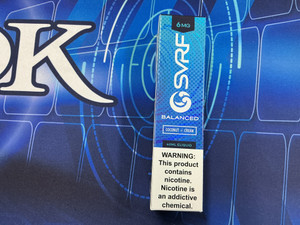 OK
6 MG
SVRF
BALANCED
COCONUT + CREAM
WARNING:
This product
contains
nicotine.
Nicotine is
an addictive
chemical.